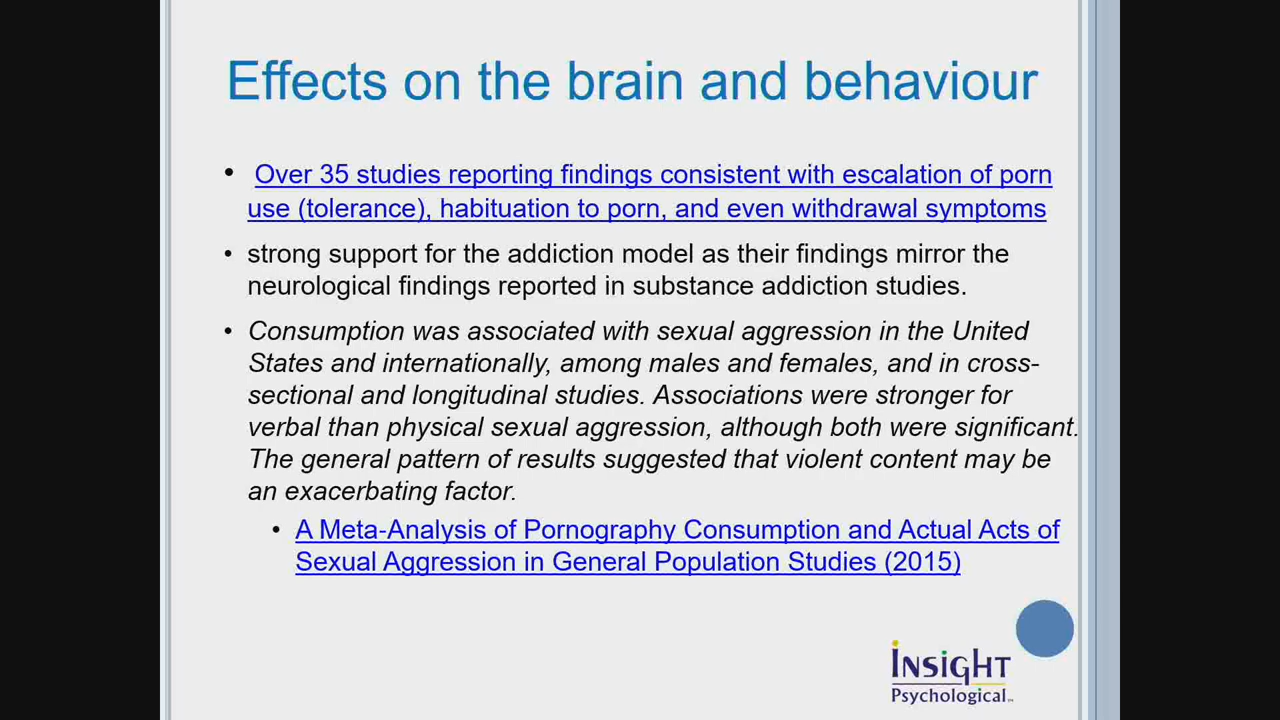 Effects on the brain and behaviour
• Over 35 studies reporting findings consistent with escalation of porn
use (tolerance), habituation to porn, and even withdrawal symptoms
• strong support for the addiction model as their findings mirror the
neurological findings reported in substance addiction studies.
• Consumption was associated with sexual aggression in the United
States and internationally, among males and females, and in cross-
sectional and longitudinal studies. Associations were stronger for
verbal than physical sexual aggression, although both were significant.
The general pattern of results suggested that violent content may be
an exacerbating factor.
• A Meta-Analysis of Pornography Consumption and Actual Acts of
Sexual Aggression in General Population Studies (2015)
Insight
Psychological